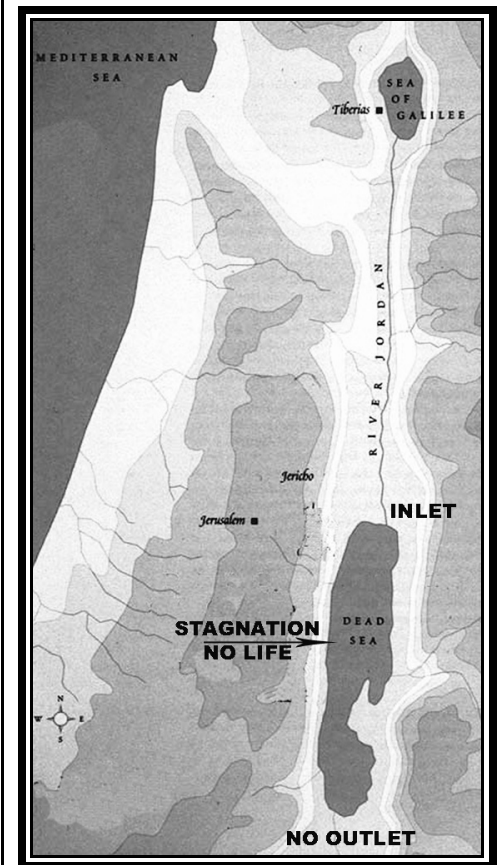 MEDITERRANEAN
SEA
SEA
OF
GALILEE
Tiberias
RIVER JORDAN
Jericho
Jerusalem
INLET
DEAD
SEA
STAGNATION
NO LIFE
N
W E
S
NO OUTLET